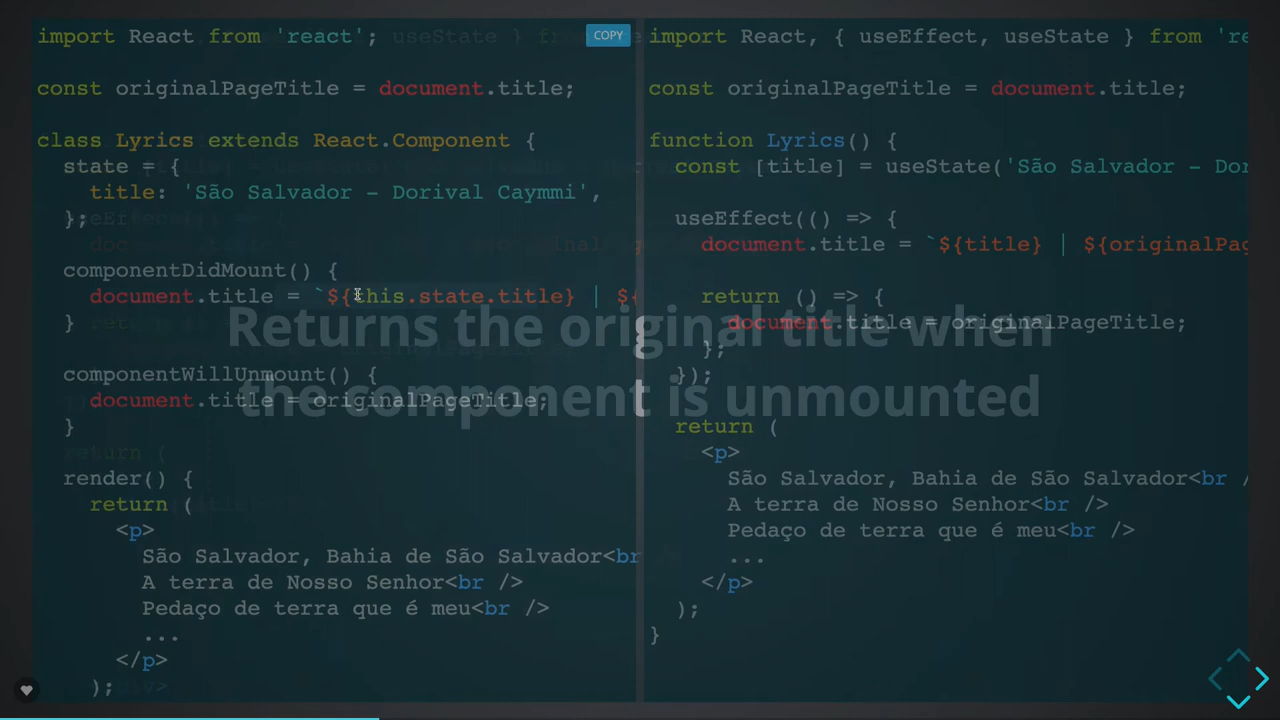 import React from 'react';
const originalPageTitle = document.title;
class Lyrics extends React.Component {
state = {
title: 'São Salvador – Dorival Caymmi',
};
componentDidMount() {
document.title = `${this.state.title} | ${
}
componentWillUnmount() {
document.title = originalPageTitle;
}
render() {
return (
<p>
São Salvador, Bahia de São Salvador<br
A terra de Nosso Senhor<br />
Pedaço de terra que é meu<br />
...
</p>
);
COPY
import React, { useEffect, useState } from 're
const originalPageTitle = document.title;
function Lyrics() {
const [title] = useState('São Salvador – Dor
useEffect(() => {
document.title = `${title} | ${originalPag
return () => {
document.title = originalPageTitle;
};
});
return (
<p>
São Salvador, Bahia de São Salvador<br /
A terra de Nosso Senhor<br />
Pedaço de terra que é meu<br />
...
</p>
);
}
Returns the original title when
the component is unmounted